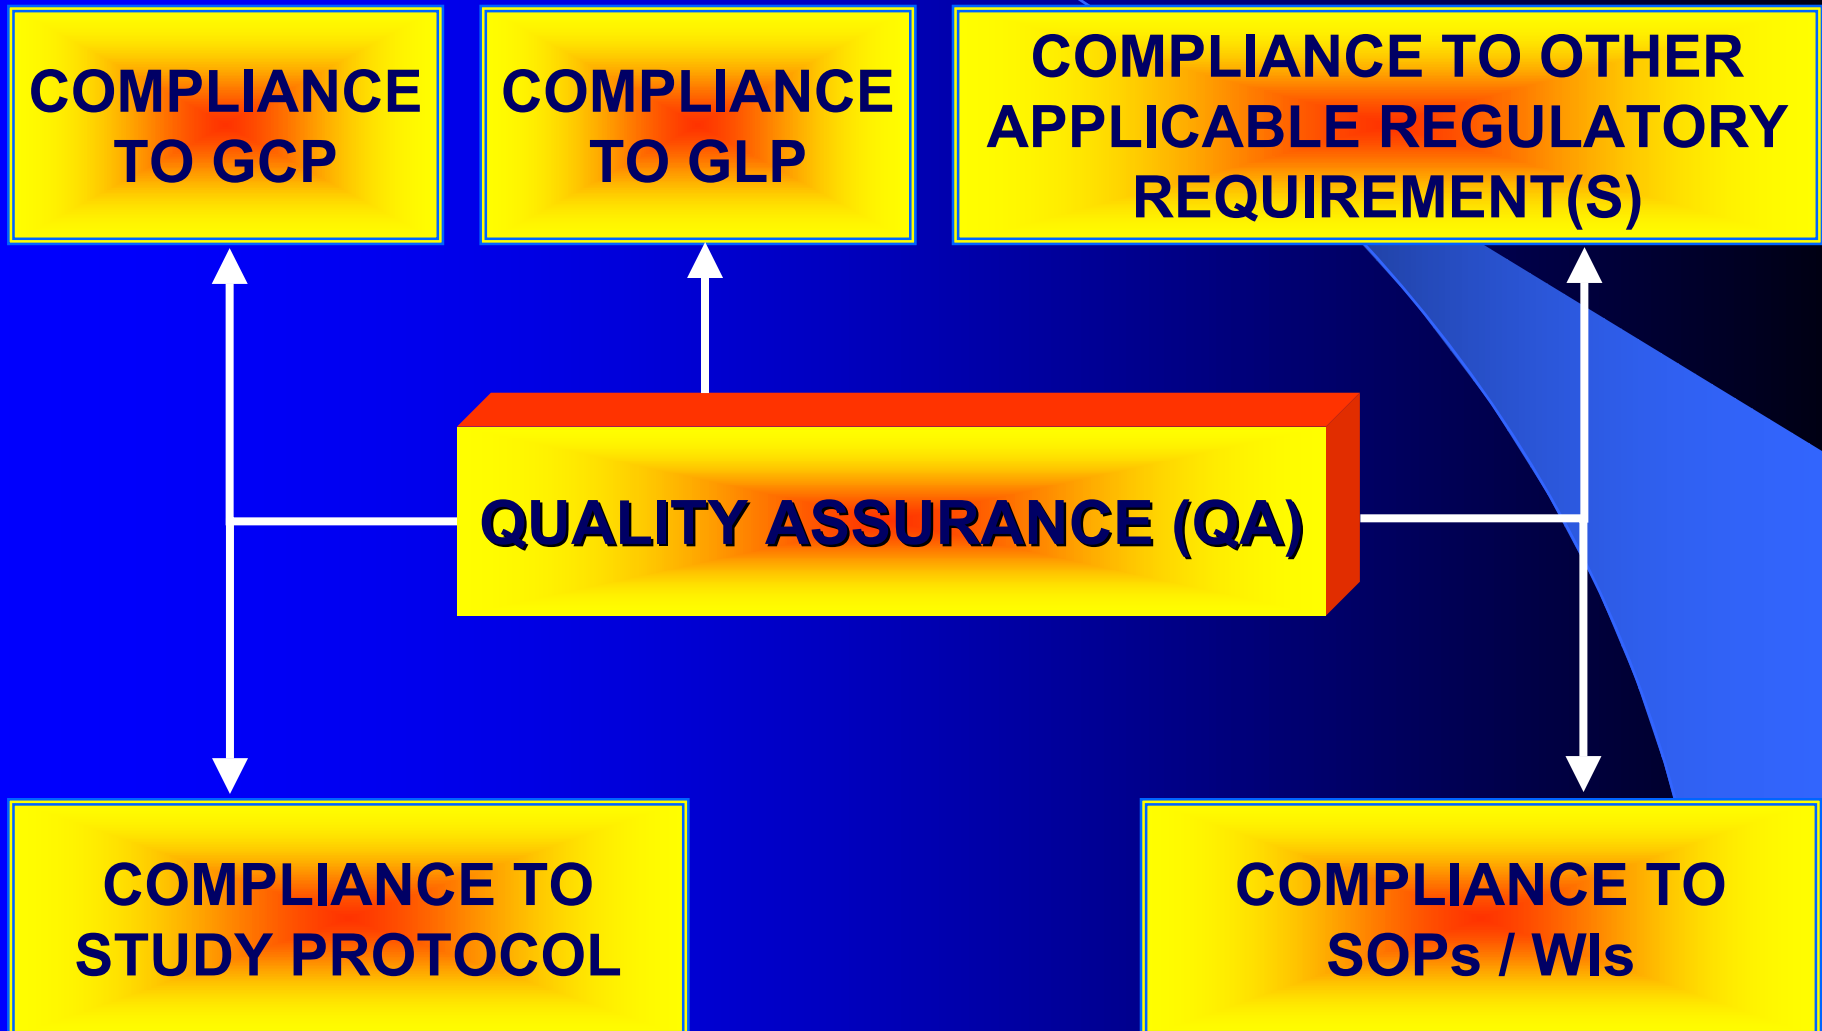 COMPLIANCE
TO GCP
COMPLIANCE
TO GLP
COMPLIANCE TO OTHER
APPLICABLE REGULATORY
REQUIREMENT(S)
QUALITY ASSURANCE (QA)
COMPLIANCE TO
STUDY PROTOCOL
COMPLIANCE TO
SOPs / WIs